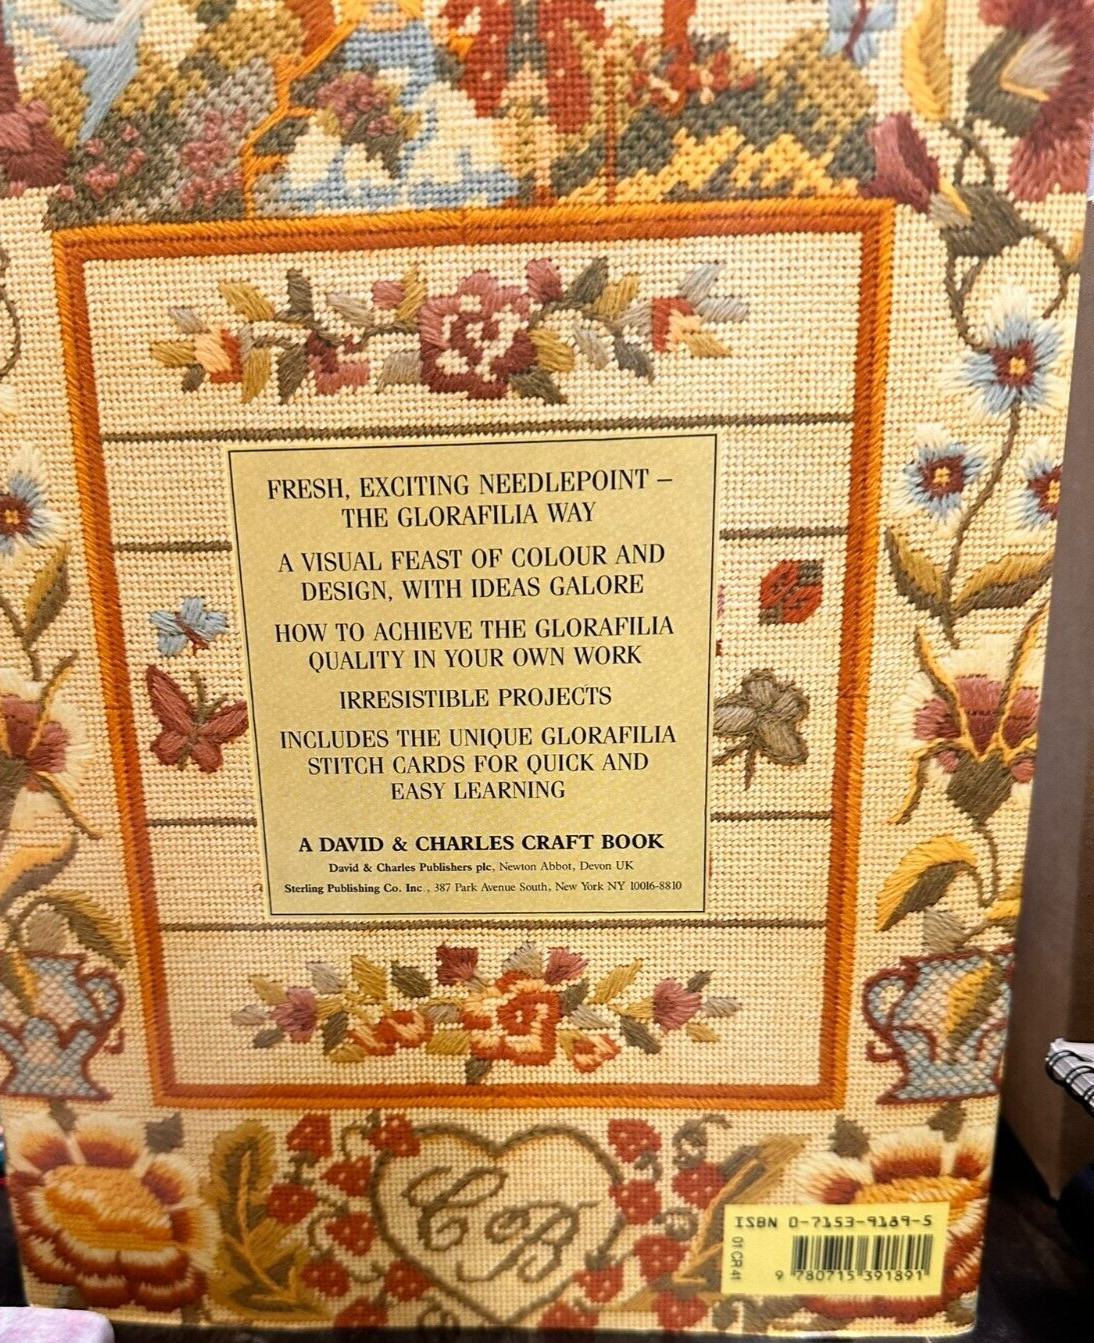 FRESH, EXCITING NEEDLEPOINT –
THE GLORAFILIA WAY
A VISUAL FEAST OF COLOUR AND
DESIGN, WITH IDEAS GALORE
HOW TO ACHIEVE THE GLORAFILIA
QUALITY IN YOUR OWN WORK
IRRESISTIBLE PROJECTS
INCLUDES THE UNIQUE GLORAFILIA
STITCH CARDS FOR QUICK AND
EASY LEARNING
A DAVID & CHARLES CRAFT BOOK
David & Charles Publishers plc, Newton Abbot, Devon UK
Sterling Publishing Co. Inc., 387 Park Avenue South, New York NY 10016-8810
C B
ISBN 0-7153-9189-5
01 CR 41
9 780715 391891